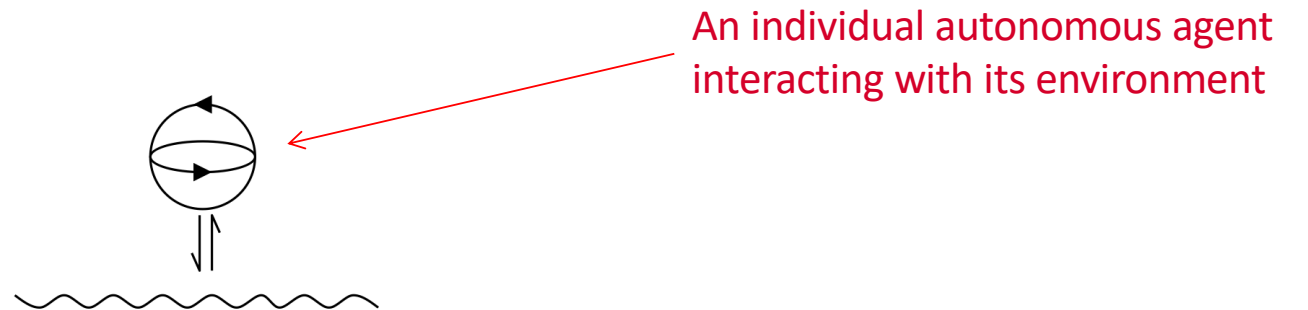 An individual autonomous agent
interacting with its environment